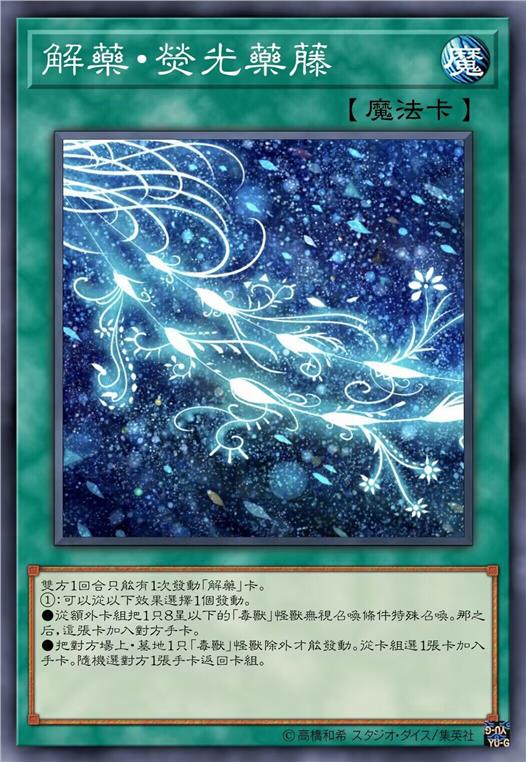 解藥・熒光藥藤
魔
【魔法卡】
雙方1回合只能有1次發動「解藥」卡。
①:可以從以下效果選擇1個發動。
●從額外卡組把1只8星以下的「毒獸」怪獸無視召喚條件特殊召喚。那之
后,這張卡加入對方手卡。
●把對方場上・墓地1只「毒獸」怪獸除外才能發動。從卡組選1張卡加入
手卡。隨機選對方1張手卡返回卡組。
©高橋和希 スタジオ・ダイス/集英社
YU-G
YU-G